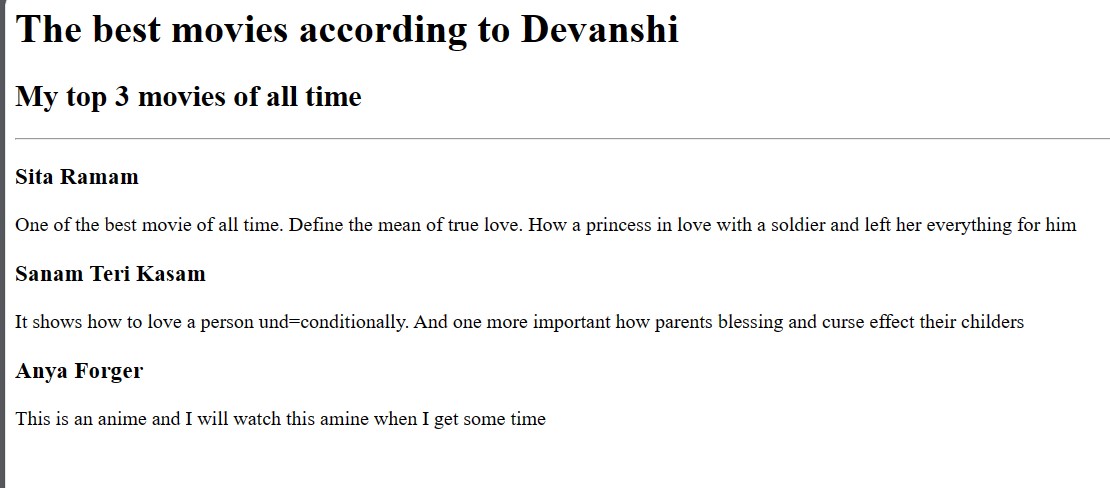 The best movies according to Devanshi
My top 3 movies of all time
Sita Ramam
One of the best movie of all time. Define the mean of true love. How a princess in love with a soldier and left her everything for him
Sanam Teri Kasam
It shows how to love a person und=conditionally. And one more important how parents blessing and curse effect their childers
Anya Forger
This is an anime and I will watch this amine when I get some time